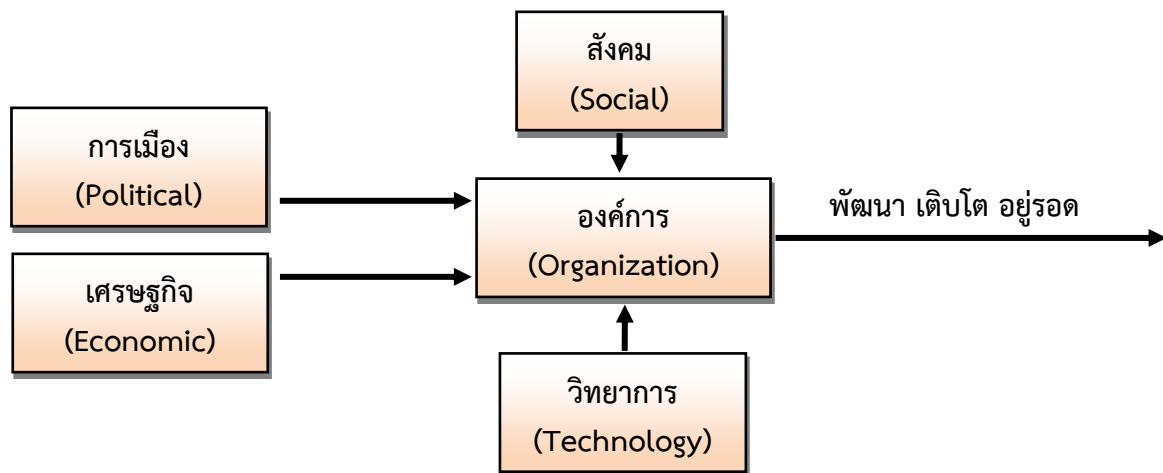 สังคม
(Social)
การเมือง
(Political)
องค์การ
(Organization)
พัฒนา เติบโต อยู่รอด
เศรษฐกิจ
(Economic)
วิทยาการ
(Technology)